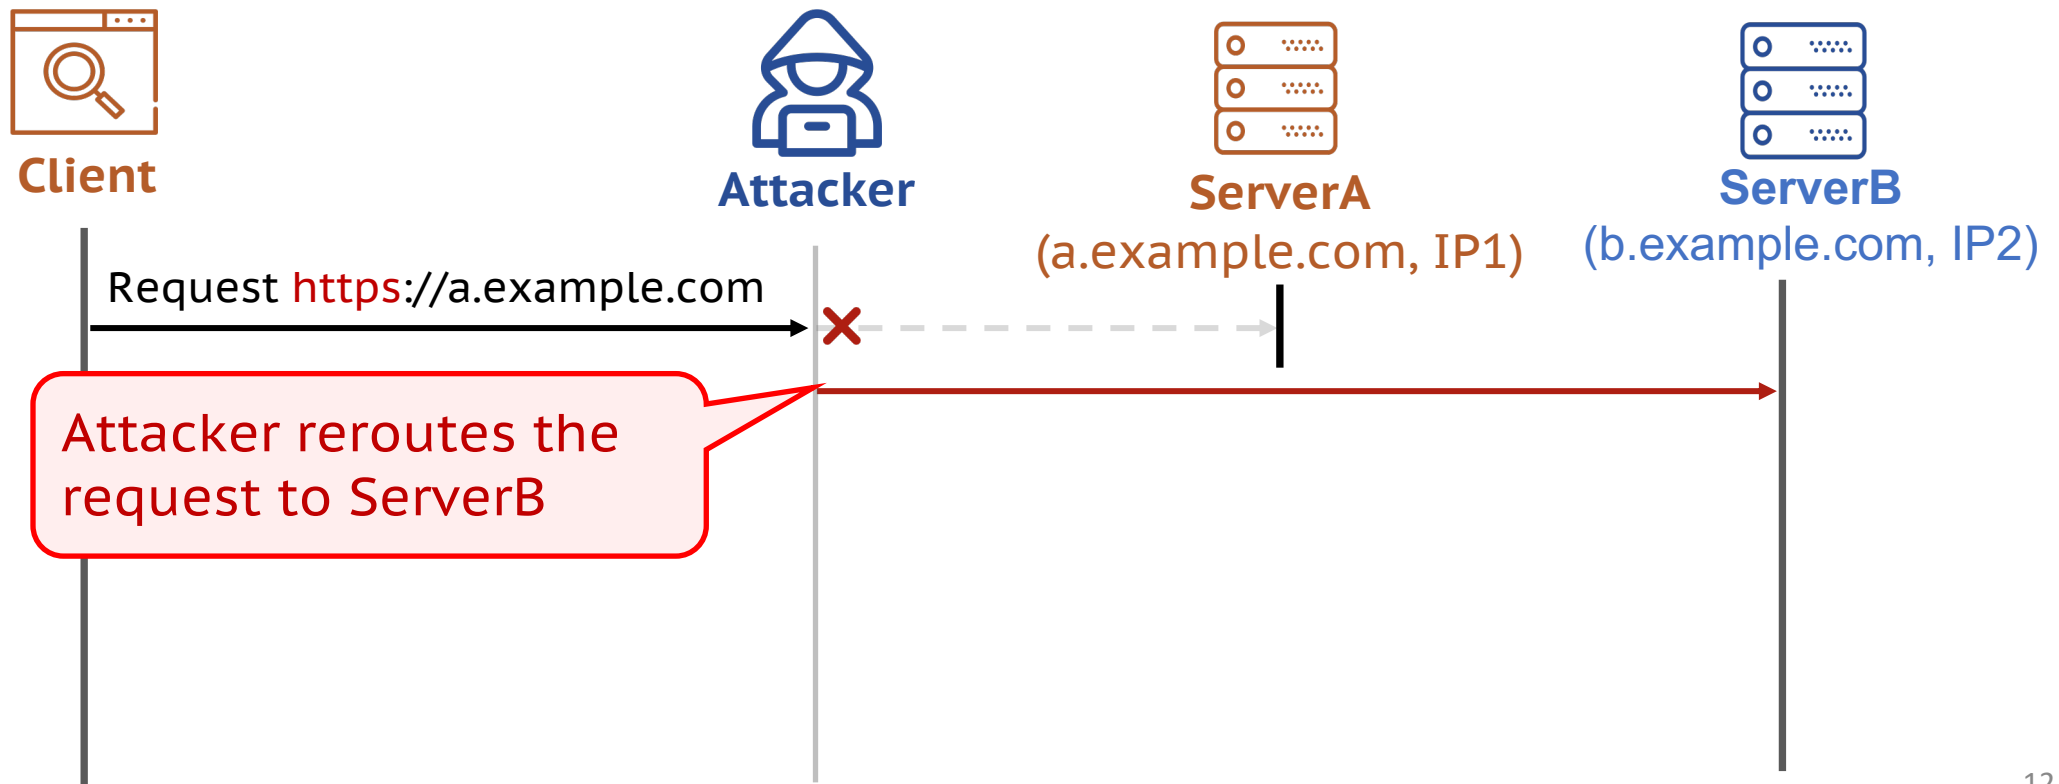 Client
Attacker
ServerA
(a.example.com, IP1)
ServerB
(b.example.com, IP2)
Request https://a.example.com
Attacker reroutes the
request to ServerB
12